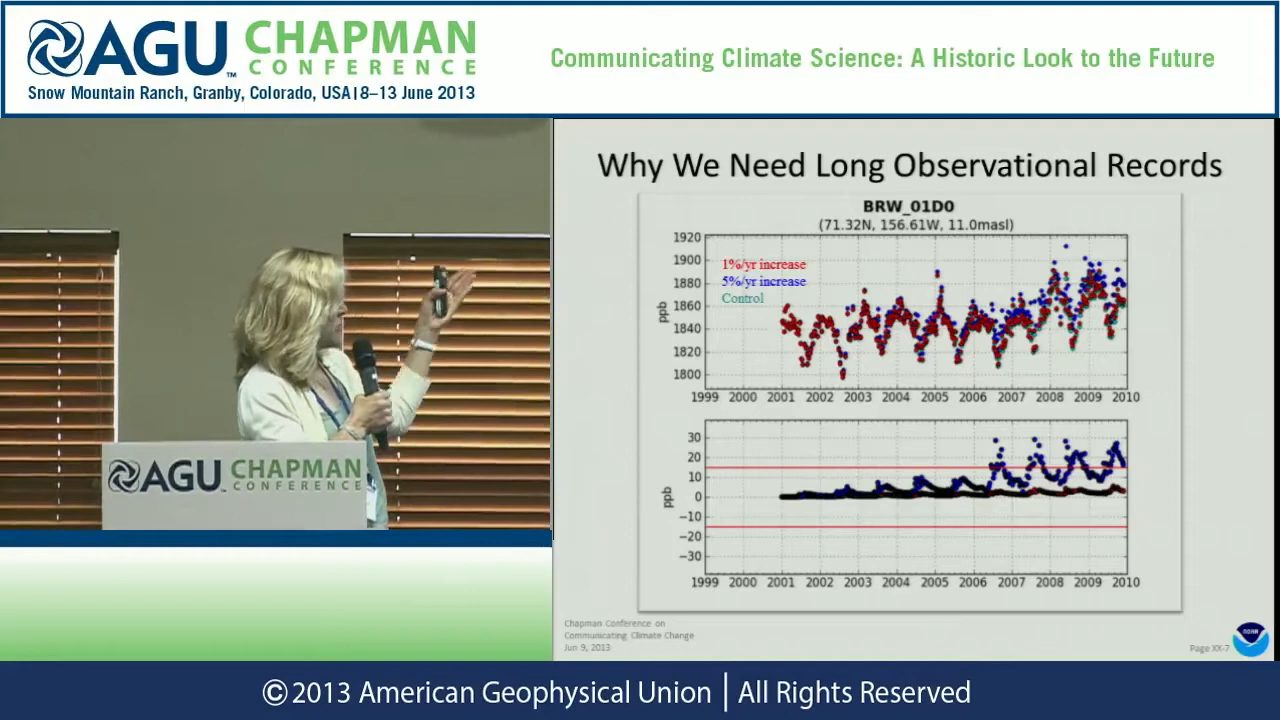 AGU™ CHAPMAN
CONFERENCE
Snow Mountain Ranch, Granby, Colorado, USA|8–13 June 2013
Communicating Climate Science: A Historic Look to the Future
AGU CHAPMAN
CONFERENCE
Why We Need Long Observational Records
BRW_01D0
(71.32N, 156.61W, 11.0masl)
1%/yr increase
5%/yr increase
Control
ppb
1920
1900
1880
1860
1840
1820
1800
1999 2000 2001 2002 2003 2004 2005 2006 2007 2008 2009 2010
ppb
30
20
10
0
−10
−20
−30
1999 2000 2001 2002 2003 2004 2005 2006 2007 2008 2009 2010
Chapman Conference on
Communicating Climate Change
Jun 9, 2013
NOAA
Page XX-7
©2013 American Geophysical Union | All Rights Reserved